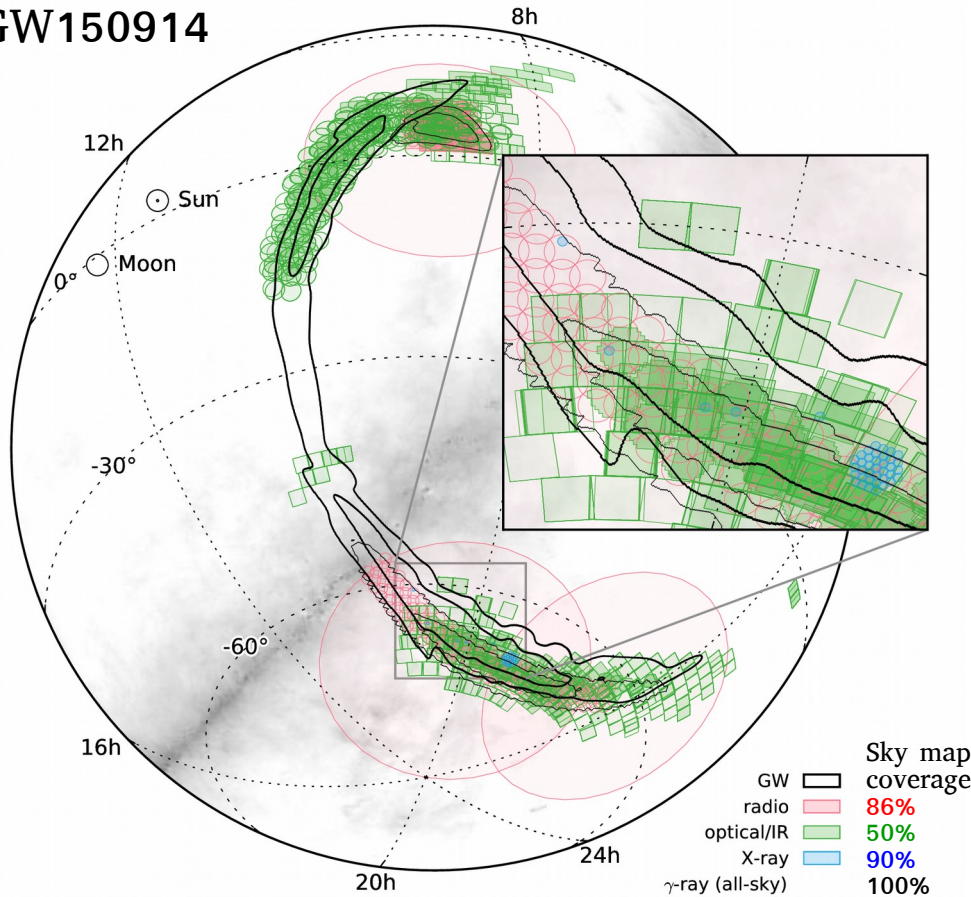 GW150914
8h
12h
Sun
Moon
0°
-30°
-60°
16h
Sky map
GW coverage
radio 86%
optical/IR 50%
X-ray 90%
γ-ray (all-sky) 100%
24h
20h